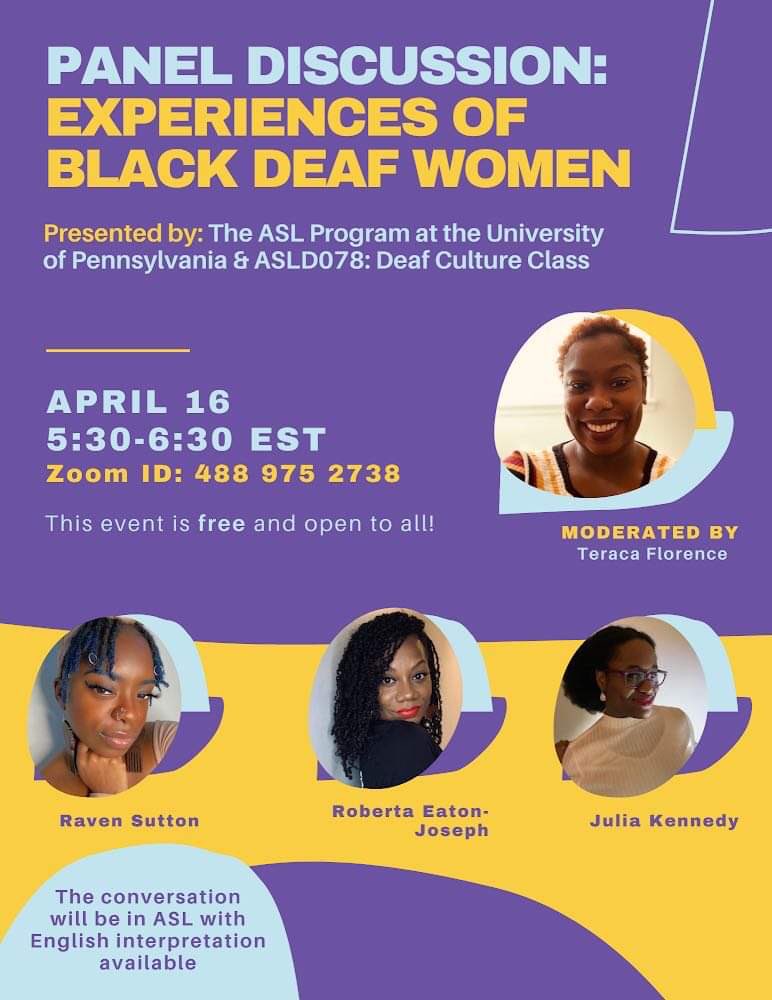 PANEL DISCUSSION:
EXPERIENCES OF
BLACK DEAF WOMEN
Presented by: The ASL Program at the University
of Pennsylvania & ASLD078: Deaf Culture Class
APRIL 16
5:30-6:30 EST
Zoom ID: 488 975 2738
This event is free and open to all!
MODERATED BY
Teraca Florence
Raven Sutton
Roberta Eaton-
Joseph
Julia Kennedy
The conversation
will be in ASL with
English interpretation
available